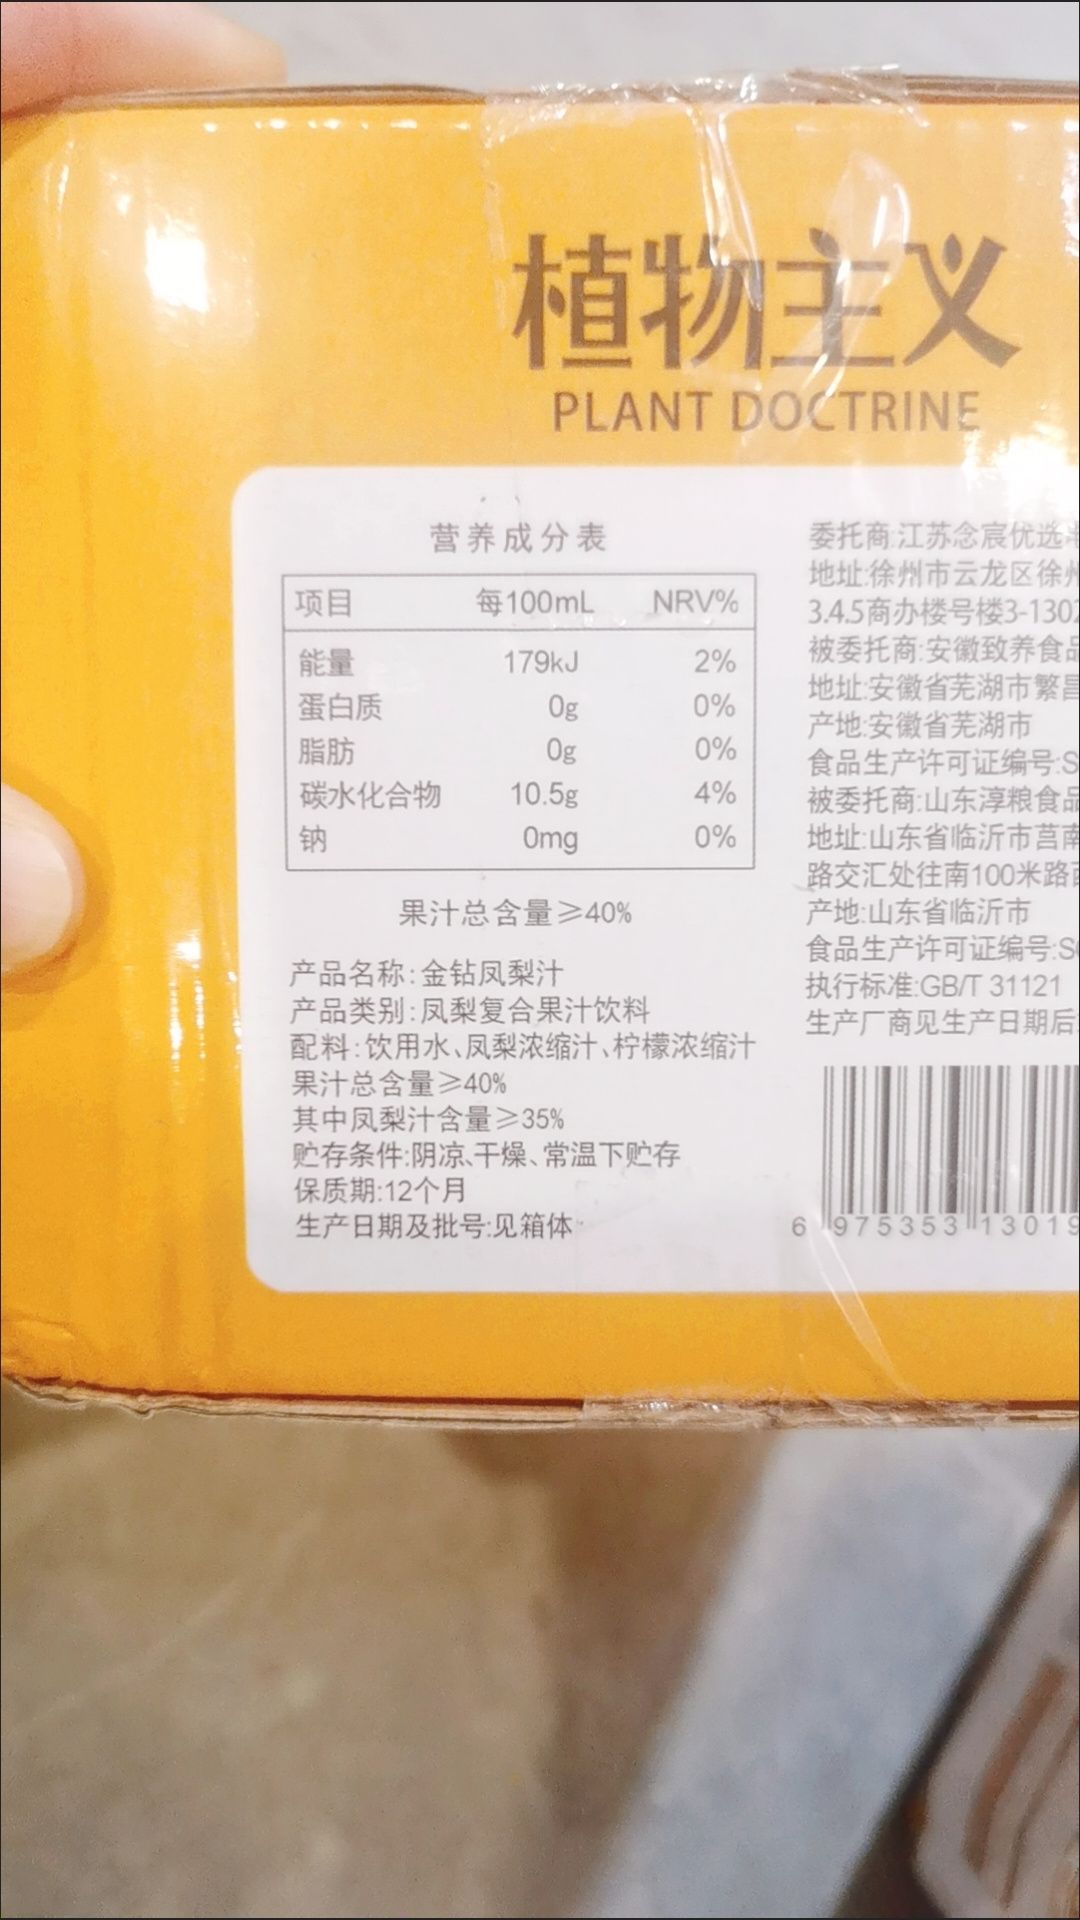 植物主义
PLANT DOCTRINE
营养成分表
项目 每100mL NRV%
能量 179kJ 2%
蛋白质 0g 0%
脂肪 0g 0%
碳水化合物 10.5g 4%
钠 0mg 0%
果汁总含量≥40%
产品名称:金钻凤梨汁
产品类别:凤梨复合果汁饮料
配料:饮用水、凤梨浓缩汁、柠檬浓缩汁
果汁总含量≥40%
其中凤梨汁含量≥35%
贮存条件:阴凉、干燥、常温下贮存
保质期:12个月
生产日期及批号:见箱体
委托商:江苏念宸优选
地址:徐州市云龙区徐州
3.4.5商办楼号楼3-1302
被委托商:安徽致养食品
地址:安徽省芜湖市繁昌
产地:安徽省芜湖市
食品生产许可证编号:S
被委托商:山东淳粮食品
地址:山东省临沂市莒南
路交汇处往南100米路西
产地:山东省临沂市
食品生产许可证编号:S
执行标准:GB/T 31121
生产厂商见生产日期后
6 975353 13019